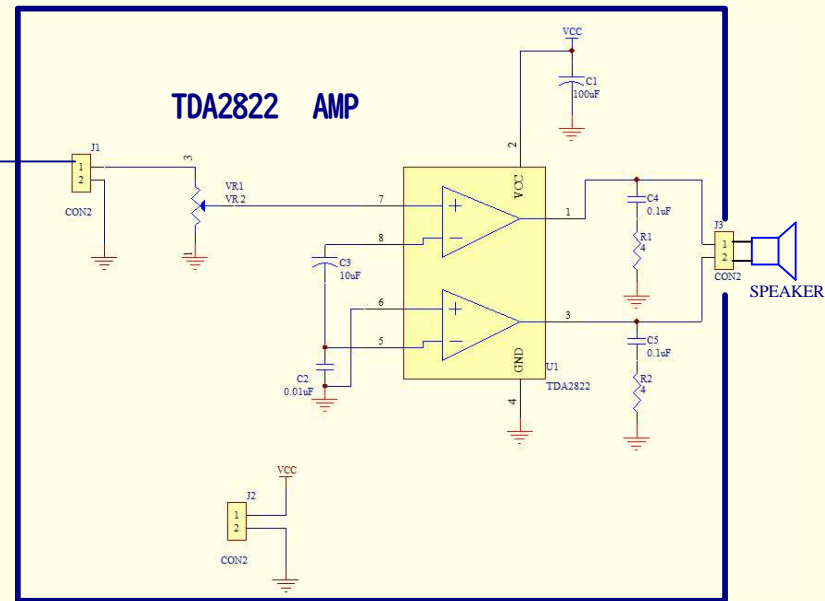 VCC
C1
100uF
TDA2822 AMP
2
VCC
J1
1
2
CON2
3
VR1
VR2
1
7
+
−
8
1
C3
10uF
6
+
−
5
3
C2
0.01uF
GND
4
U1
TDA2822
C4
0.1uF
R1
4
J3
1
2
CON2
SPEAKER
C5
0.1uF
R2
4
VCC
J2
1
2
CON2